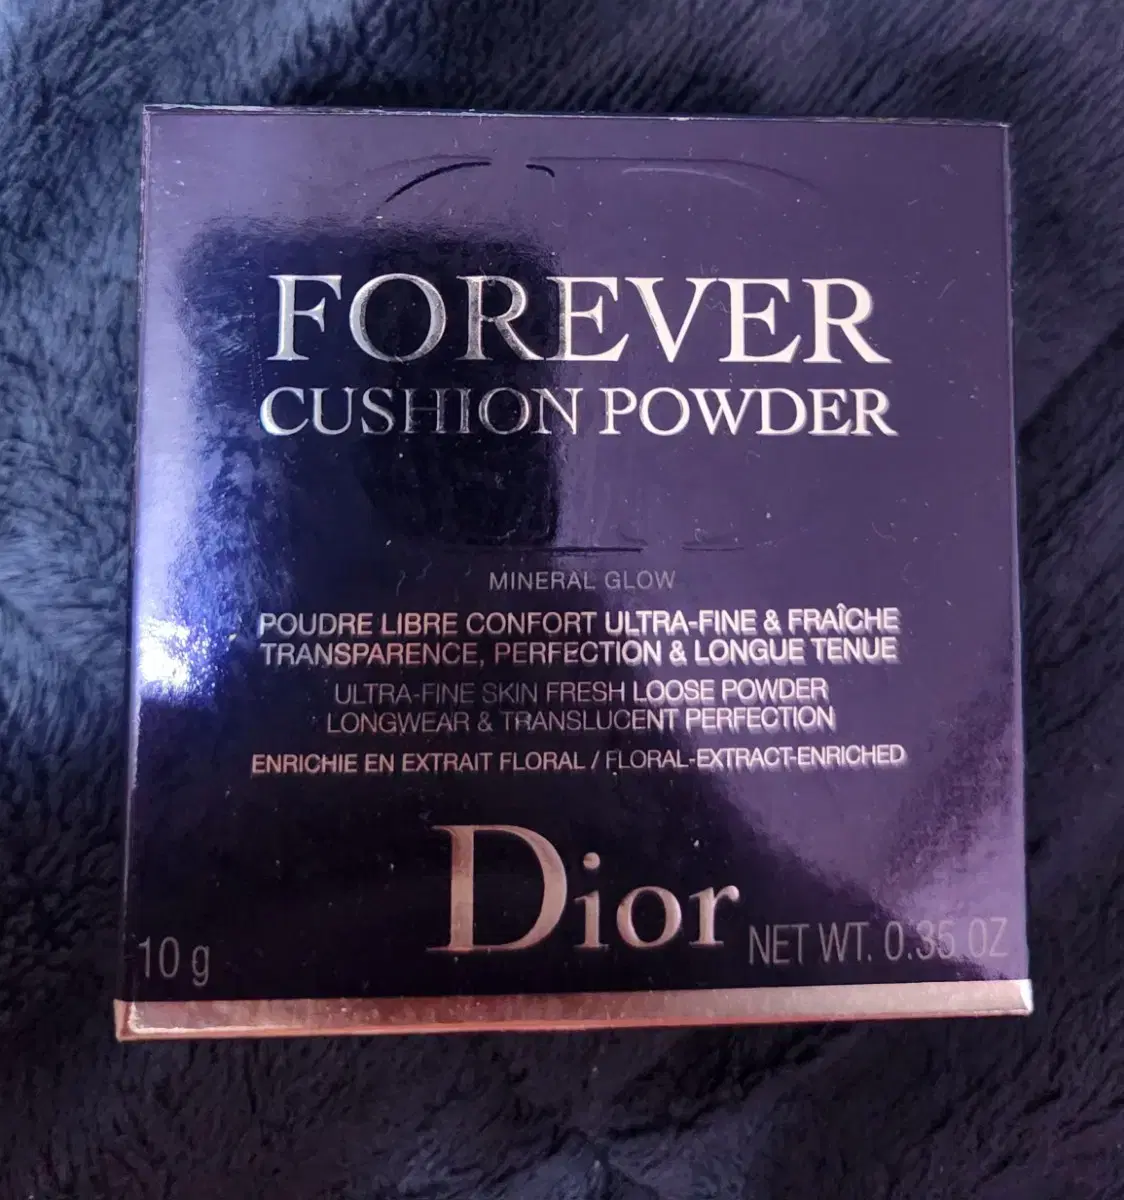 FOREVER
CUSHION POWDER
MINERAL GLOW
POUDRE LIBRE CONFORT ULTRA-FINE & FRAÎCHE
TRANSPARENCE, PERFECTION & LONGUE TENUE
ULTRA-FINE SKIN FRESH LOOSE POWDER
LONGWEAR & TRANSLUCENT PERFECTION
ENRICHIE EN EXTRAIT FLORAL / FLORAL-EXTRACT-ENRICHED
Dior
10 g NET WT. 0.35 OZ